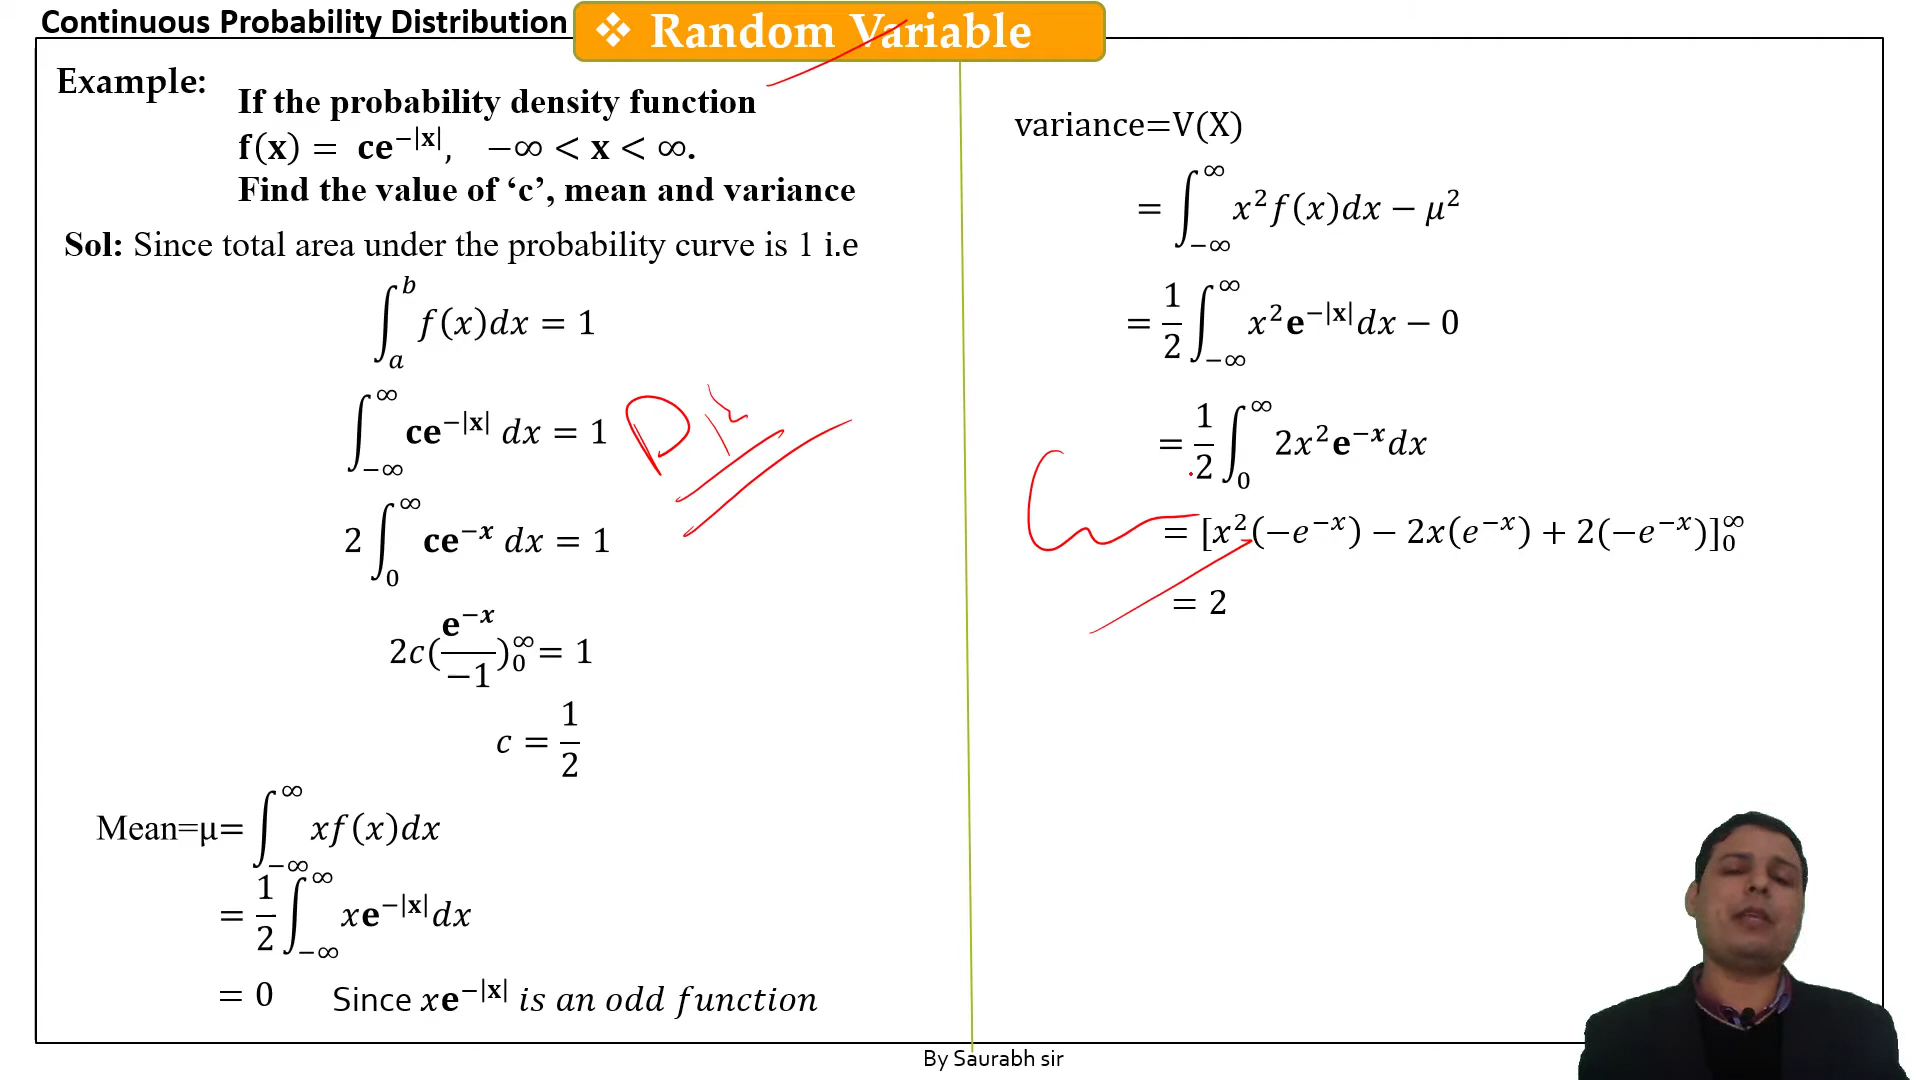 Continuous Probability Distribution
❖ Random Variable
Example:
If the probability density function
f(x) = ce^{−|x|}, −∞ < x < ∞.
Find the value of ‘c’, mean and variance
Sol: Since total area under the probability curve is 1 i.e
∫_a^b f(x)dx = 1
∫_{−∞}^{∞} ce^{−|x|} dx = 1
2 ∫_0^∞ ce^{−x} dx = 1
2c(e^{−x}/−1)_0^∞ = 1
c = 1/2
Mean=μ= ∫_{−∞}^{∞} xf(x)dx
= 1/2 ∫_{−∞}^{∞} xe^{−|x|}dx
= 0 Since xe^{−|x|} is an odd function
variance=V(X)
= ∫_{−∞}^{∞} x²f(x)dx − μ²
= 1/2 ∫_{−∞}^{∞} x²e^{−|x|}dx − 0
= 1/2 ∫_0^∞ 2x²e^{−x}dx
= [x²(−e^{−x}) − 2x(e^{−x}) + 2(−e^{−x})]_0^∞
= 2
By Saurabh sir